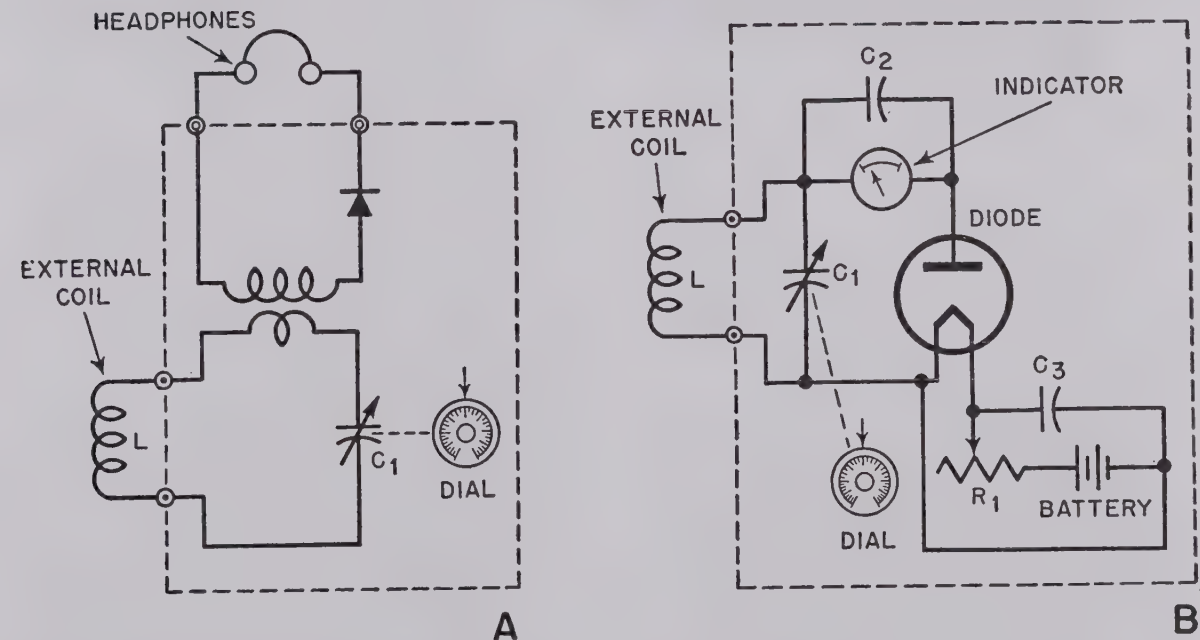 HEADPHONES
EXTERNAL
COIL
L
C1
DIAL
A
EXTERNAL
COIL
L
C2
INDICATOR
DIODE
C1
C3
R1
BATTERY
DIAL
B